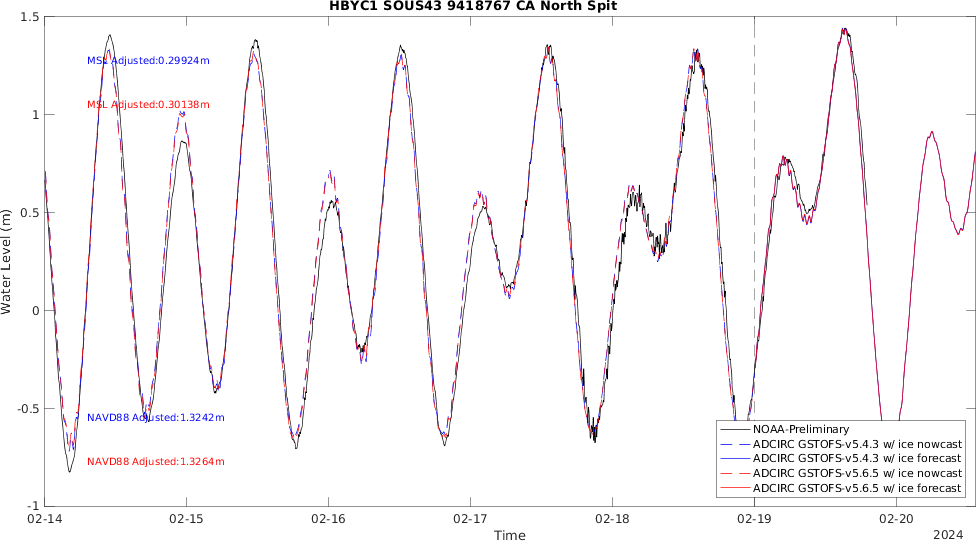 HBYC1 SOUS43 9418767 CA North Spit
1.5
1
0.5
0
-0.5
-1
Water Level (m)
MSL Adjusted:0.29924m
MSL Adjusted:0.30138m
NAVD88 Adjusted:1.3242m
NAVD88 Adjusted:1.3264m
NOAA-Preliminary
ADCIRC GSTOFS-v5.4.3 w/ ice nowcast
ADCIRC GSTOFS-v5.4.3 w/ ice forecast
ADCIRC GSTOFS-v5.6.5 w/ ice nowcast
ADCIRC GSTOFS-v5.6.5 w/ ice forecast
02-14 02-15 02-16 02-17 02-18 02-19 02-20
Time
2024